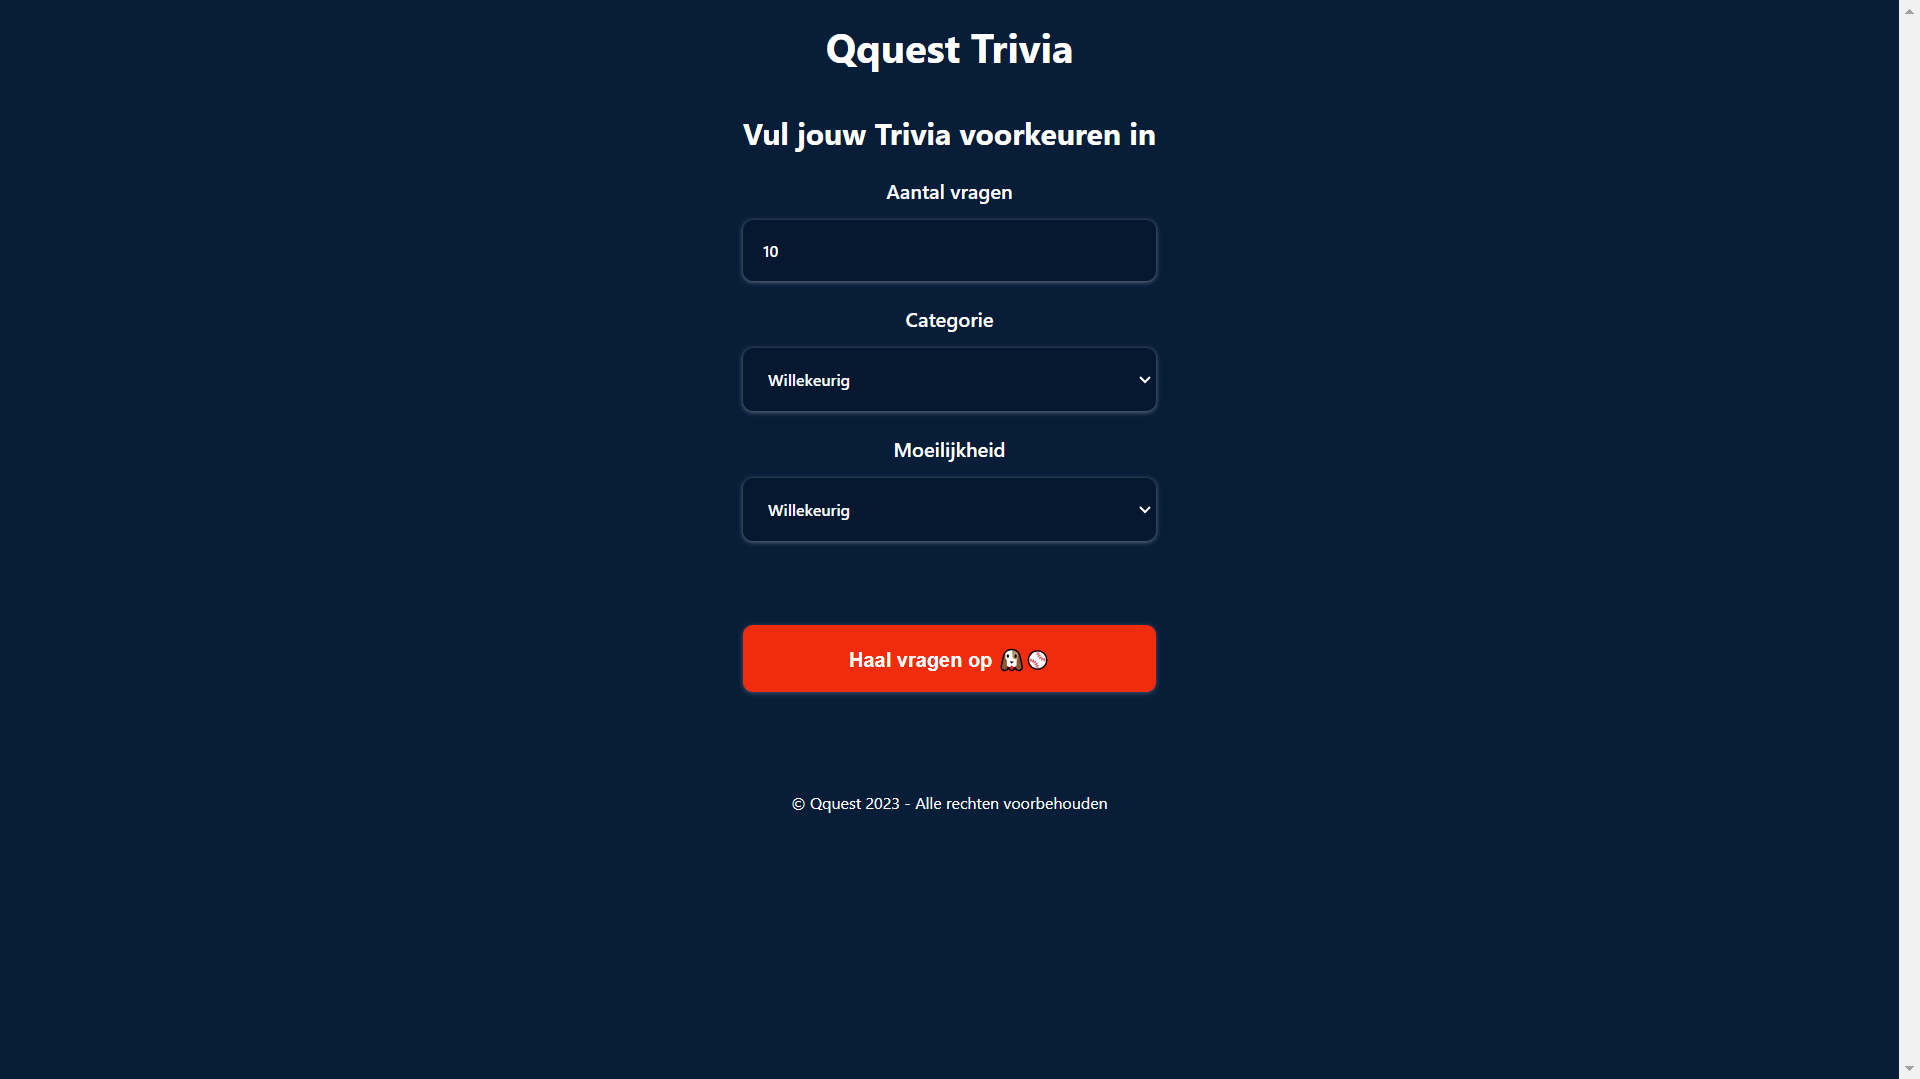 Qquest Trivia
Vul jouw Trivia voorkeuren in
Aantal vragen
10
Categorie
Willekeurig
Moeilijkheid
Willekeurig
Haal vragen op 🐶⚾
© Qquest 2023 - Alle rechten voorbehouden